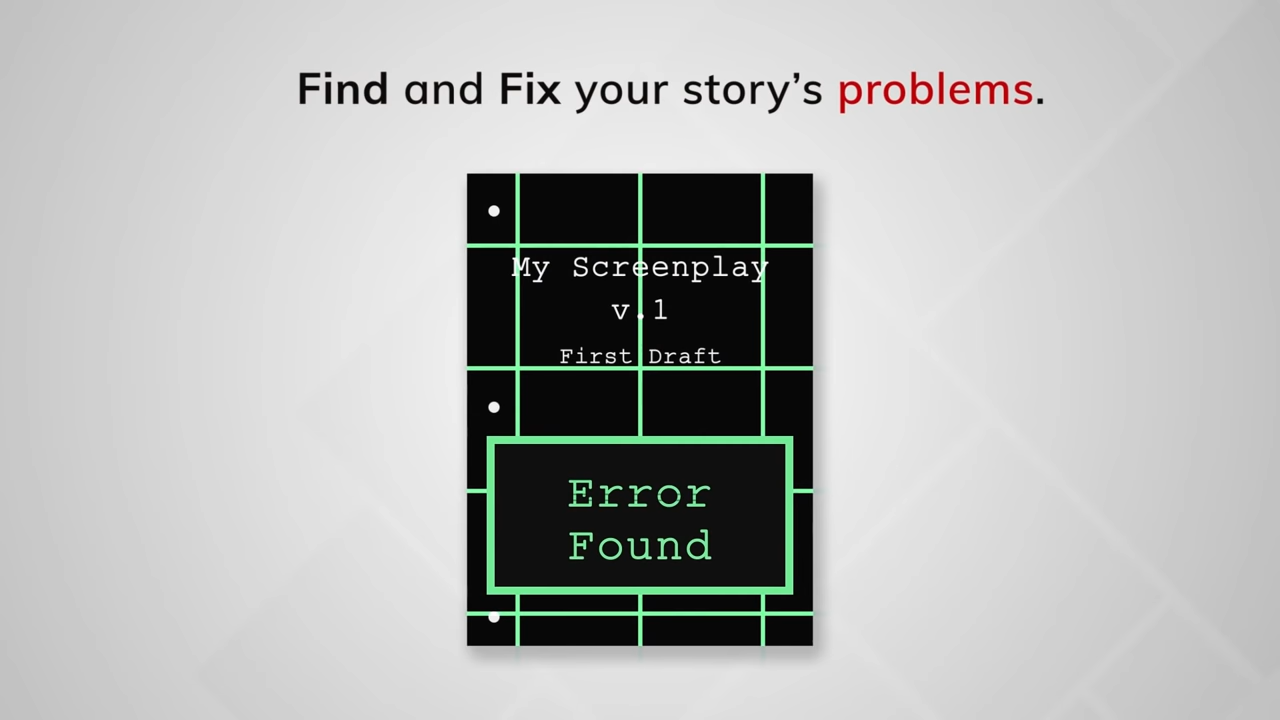 Find and Fix your story’s problems.
My Screenplay
v.1
First Draft
Error
Found